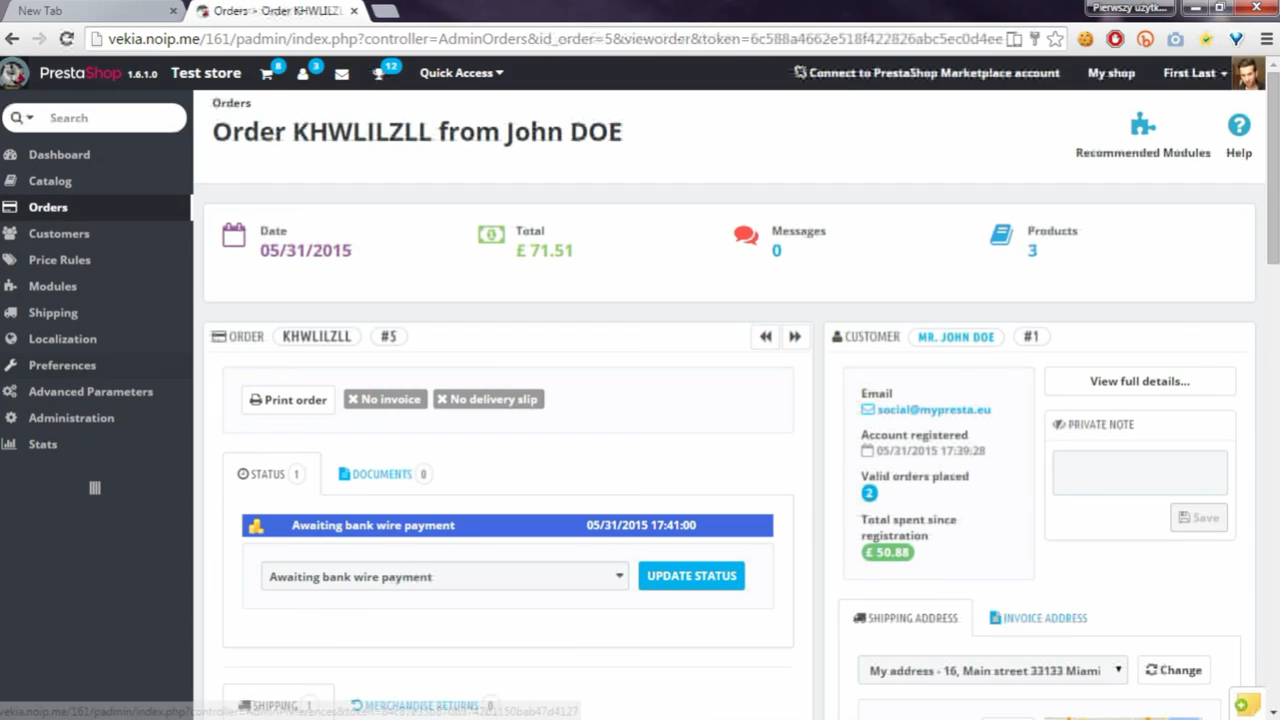 New Tab
Orders - Order KHWLILZLL
Pierwszy użytk...
vekia.noip.me/161/padmin/index.php?controller=AdminOrders&id_order=5&vieworder&token=6c588a4662e518f422826abc5ec0d4ee
PrestaShop 1.6.1.0 Test store 8 3 12 Quick Access
Connect to PrestaShop Marketplace account My shop First Last
Search
Dashboard
Catalog
Orders
Customers
Price Rules
Modules
Shipping
Localization
Preferences
Advanced Parameters
Administration
Stats
Orders
Order KHWLILZLL from John DOE
Recommended Modules Help
Date
05/31/2015
Total
£ 71.51
Messages
0
Products
3
ORDER KHWLILZLL #5
Print order No invoice No delivery slip
STATUS 1 DOCUMENTS 0
Awaiting bank wire payment 05/31/2015 17:41:00
Awaiting bank wire payment UPDATE STATUS
SHIPPING 1 MERCHANDISE RETURNS 0
CUSTOMER MR. JOHN DOE #1
Email
social@mypresta.eu
Account registered
05/31/2015 17:39:28
Valid orders placed
2
Total spent since
registration
£ 50.88
View full details...
PRIVATE NOTE
Save
SHIPPING ADDRESS INVOICE ADDRESS
My address - 16, Main street 33133 Miami
Change